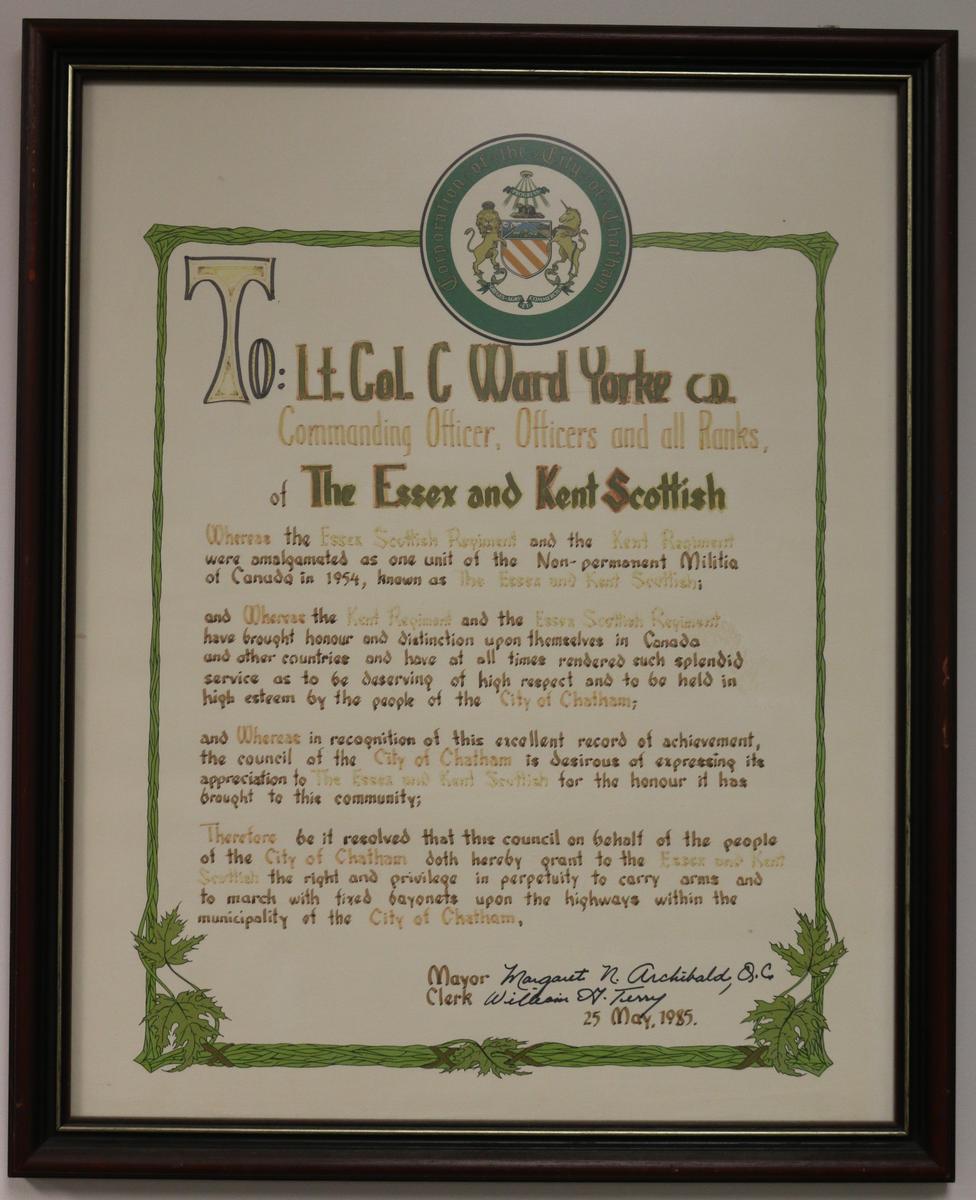 Corporation of the City of Chatham
To: Lt. Col. C Ward Yorke C.D.
Commanding Officer, Officers and all Ranks,
of The Essex and Kent Scottish
Whereas the Essex Scottish Regiment and the Kent Regiment
were amalgamated as one unit of the Non-permanent Militia
of Canada in 1954, known as The Essex and Kent Scottish;
and Whereas the Kent Regiment and the Essex Scottish Regiment
have brought honour and distinction upon themselves in Canada
and other countries and have at all times rendered such splendid
service as to be deserving of high respect and to be held in
high esteem by the people of the City of Chatham;
and Whereas in recognition of this excellent record of achievement,
the council of the City of Chatham is desirous of expressing its
appreciation to The Essex and Kent Scottish for the honour it has
brought to this community;
Therefore be it resolved that this council on behalf of the people
of the City of Chatham doth hereby grant to the Essex and Kent
Scottish the right and privilege in perpetuity to carry arms and
to march with fixed bayonets upon the highways within the
municipality of the City of Chatham,
Mayor Margaret N. Archibald, Q.C
Clerk William G. Terry
25 May, 1985.